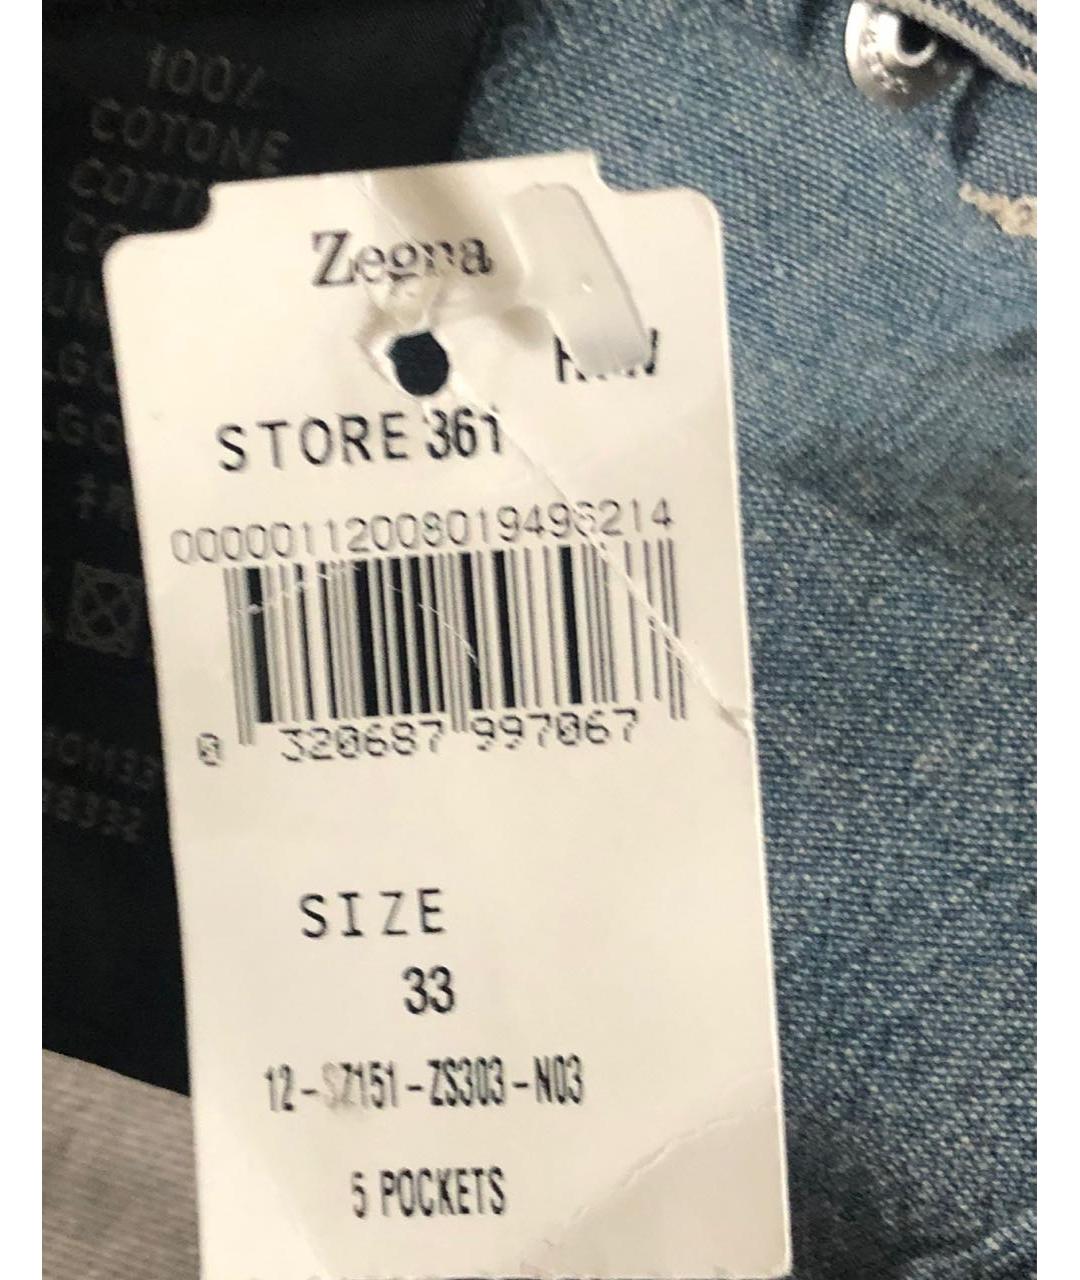 100%
COTONE
Zegna
STORE 361
00000112008019496214
0 320687 997067
SIZE
33
12-SZ151-ZS303-N03
5 POCKETS